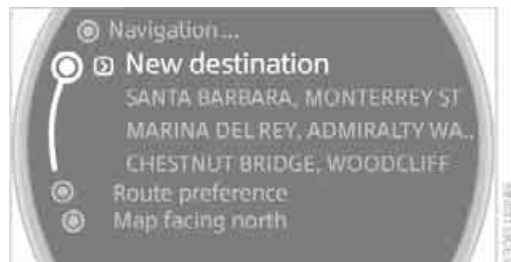 Navigation ...
New destination
SANTA BARBARA, MONTERREY ST
MARINA DEL REY, ADMIRALTY WA..
CHESTNUT BRIDGE, WOODCLIFF
Route preference
Map facing north